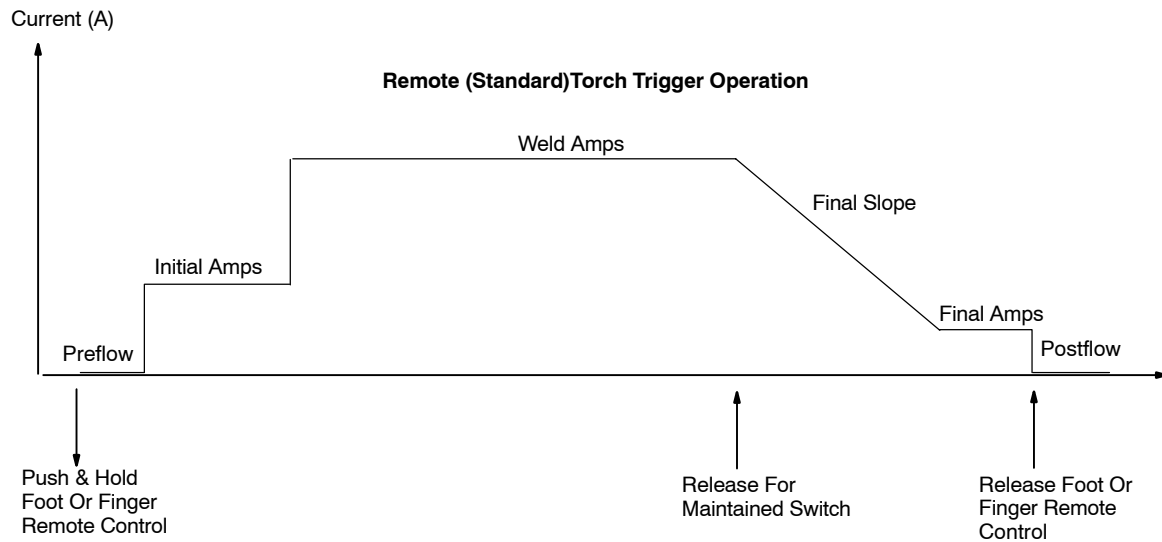 Current (A)
Remote (Standard)Torch Trigger Operation
Weld Amps
Final Slope
Initial Amps
Final Amps
Preflow
Postflow
Push & Hold
Foot Or Finger
Remote Control
Release For
Maintained Switch
Release Foot Or
Finger Remote
Control